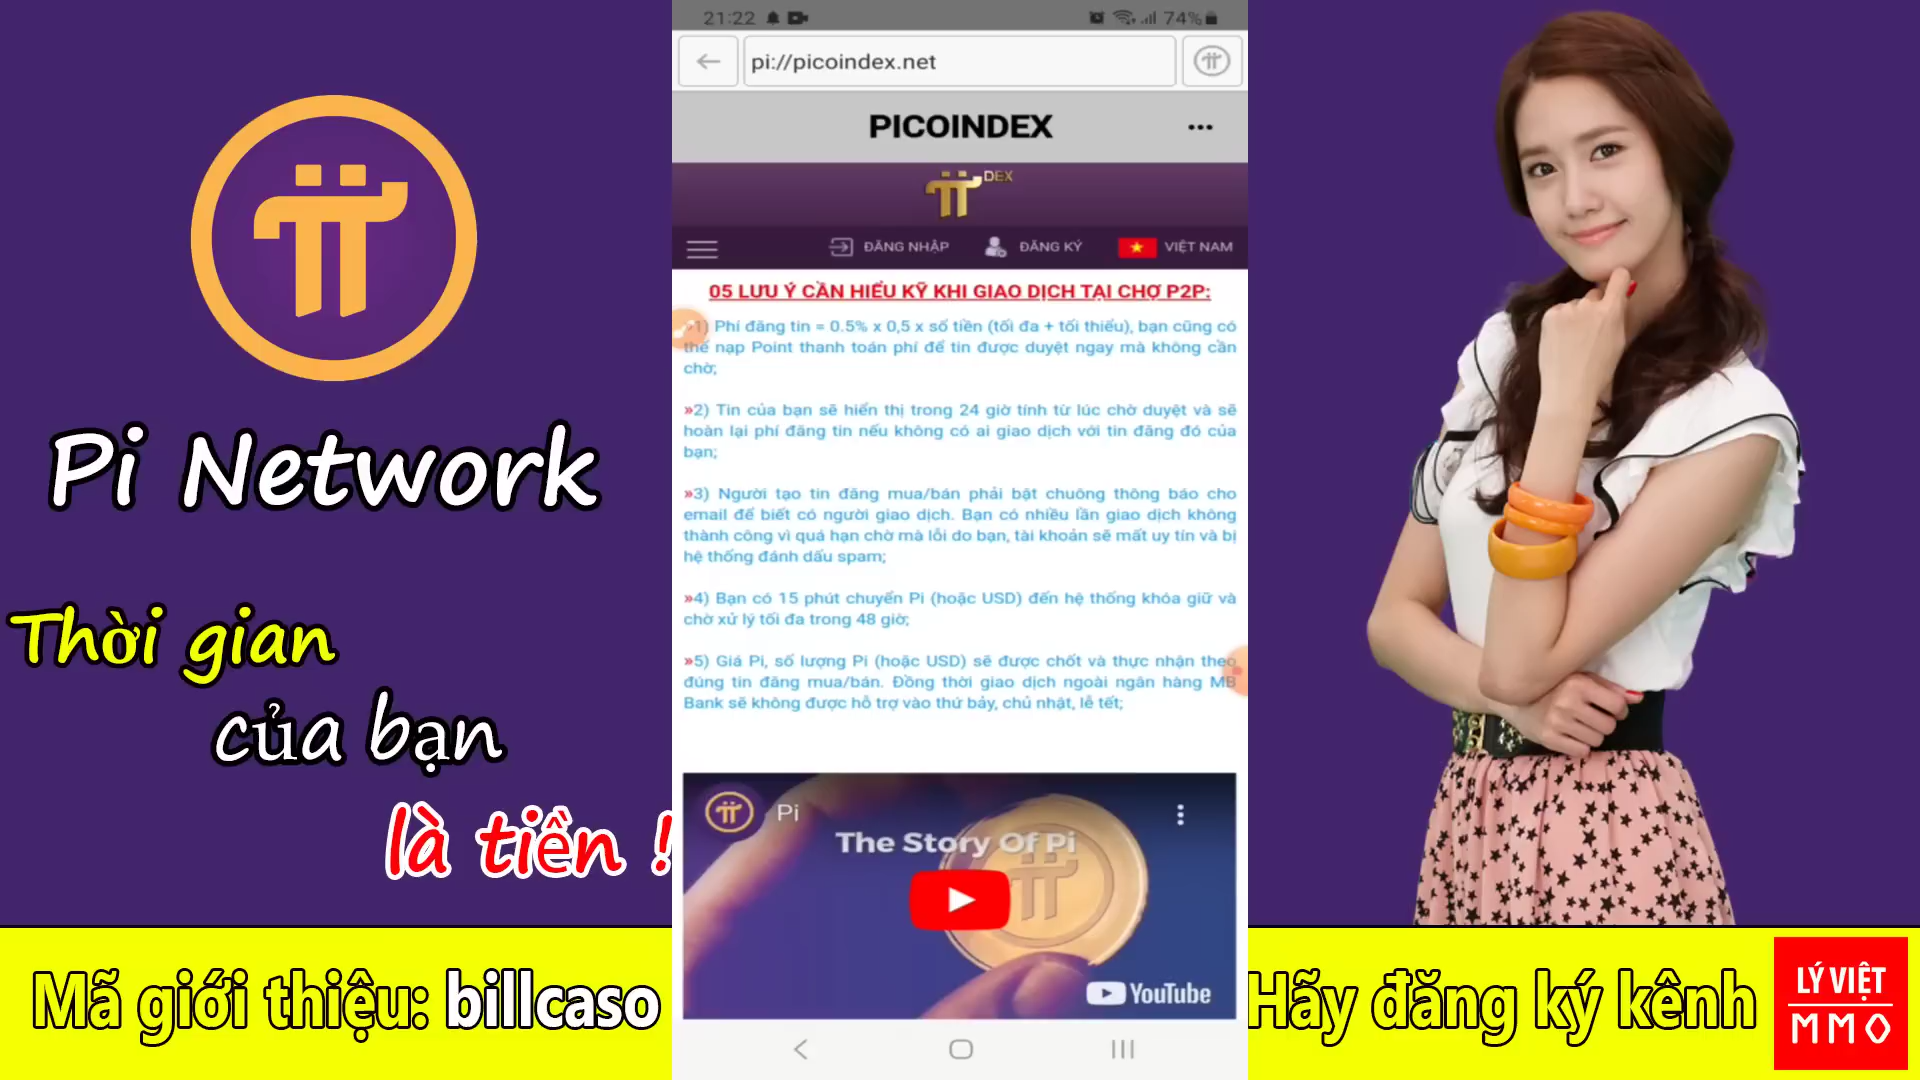 Pi Network
Thời gian
của bạn
là tiền !
Mã giới thiệu: billcaso
21:22
74%
pi://picoindex.net
PICOINDEX
•••
DEX
ĐĂNG NHẬP
ĐĂNG KÝ
VIỆT NAM
05 LƯU Ý CẦN HIỂU KỸ KHI GIAO DỊCH TẠI CHỢ P2P:
»1) Phí đăng tin = 0.5% x 0,5 x số tiền (tối đa + tối thiểu), bạn cũng có
thể nạp Point thanh toán phí để tin được duyệt ngay mà không cần
chờ;
»2) Tin của bạn sẽ hiển thị trong 24 giờ tính từ lúc chờ duyệt và sẽ
hoàn lại phí đăng tin nếu không có ai giao dịch với tin đăng đó của
bạn;
»3) Người tạo tin đăng mua/bán phải bật chuông thông báo cho
email để biết có người giao dịch. Bạn có nhiều lần giao dịch không
thành công vì quá hạn chờ mà lỗi do bạn, tài khoản sẽ mất uy tín và bị
hệ thống đánh dấu spam;
»4) Bạn có 15 phút chuyển Pi (hoặc USD) đến hệ thống khóa giữ và
chờ xử lý tối đa trong 48 giờ;
»5) Giá Pi, số lượng Pi (hoặc USD) sẽ được chốt và thực nhận theo
đúng tin đăng mua/bán. Đồng thời giao dịch ngoài ngân hàng MB
Bank sẽ không được hỗ trợ vào thứ bảy, chủ nhật, lễ tết;
Pi
The Story Of Pi
YouTube
Hãy đăng ký kênh
LÝ VIỆT
MMO